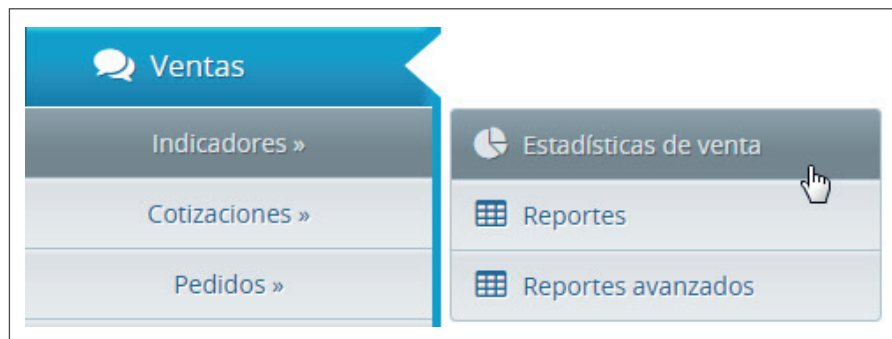 Ventas
Indicadores »
Cotizaciones »
Pedidos »
Estadísticas de venta
Reportes
Reportes avanzados